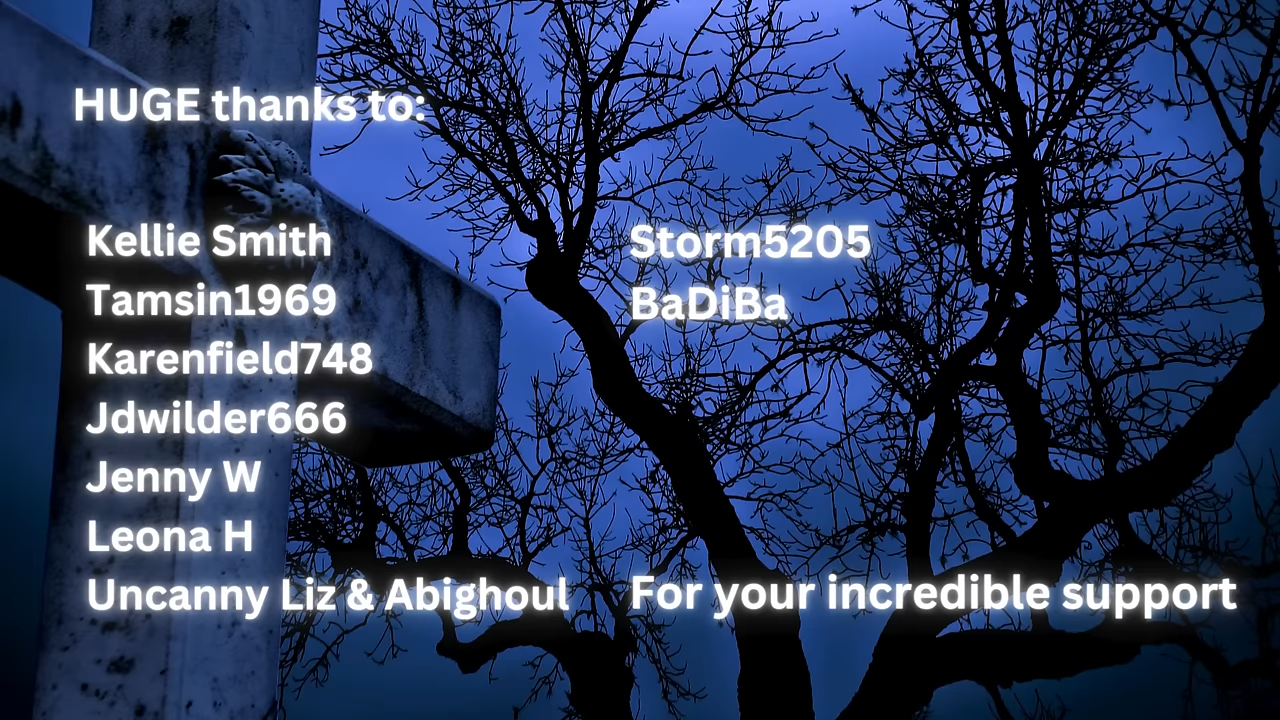 HUGE thanks to:
Kellie Smith
Tamsin1969
Karenfield748
Jdwilder666
Jenny W
Leona H
Uncanny Liz & Abighoul
Storm5205
BaDiBa
For your incredible support